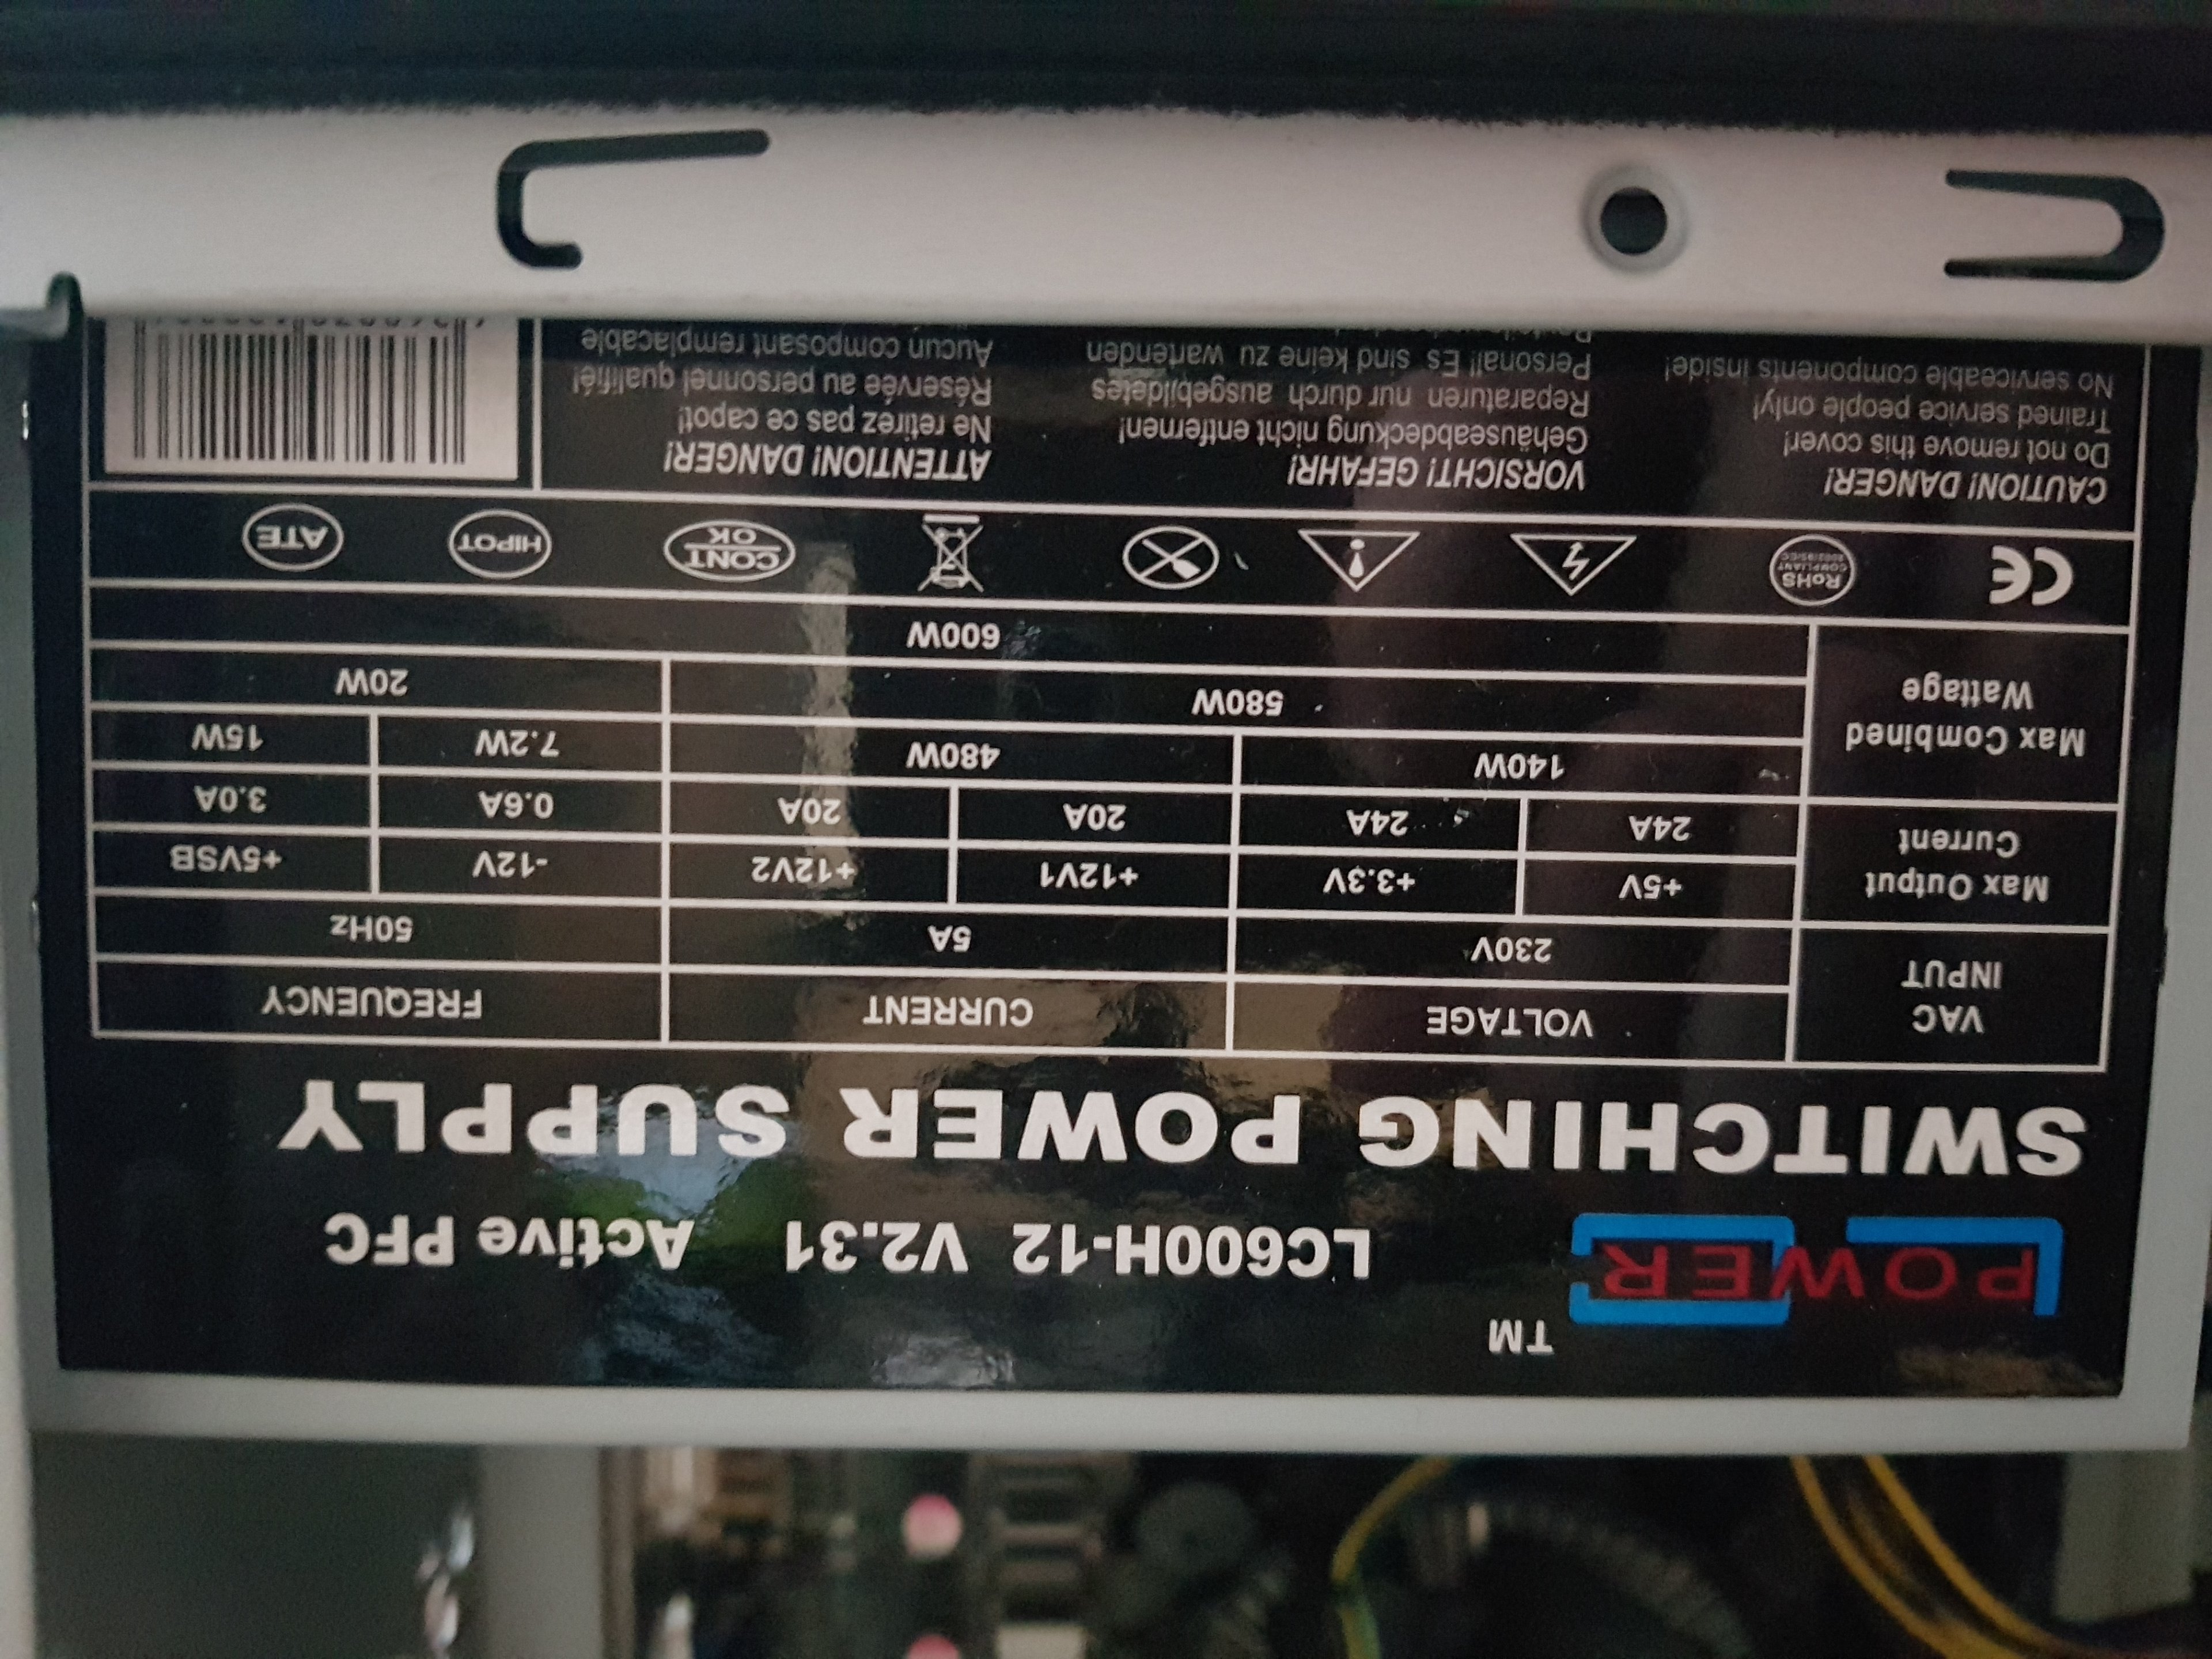 POWER TM
LC600H-12 V2.31 Active PFC
SWITCHING POWER SUPPLY
VAC INPUT
VOLTAGE CURRENT FREQUENCY
230V 5A 50Hz
Max Output Current
+5V +3.3V +12V1 +12V2 -12V +5VSB
24A 24A 20A 20A 0.6A 3.0A
Max Combined Wattage
140W 480W 7.2W 15W
580W 20W
600W
CE
RoHS
COMPLIANT
2002/95/EC
CONT
OK
HIPOT
ATE
CAUTION! DANGER!
Do not remove this cover!
Trained service people only!
No serviceable components inside!
VORSICHT! GEFAHR!
Gehäuseabdeckung nicht entfernen!
Reparaturen nur durch ausgebildetes
Personal! Es sind keine zu wartenden
ATTENTION! DANGER!
Ne retirez pas ce capot!
Réservée au personnel qualifié!
Aucun composant remplacable